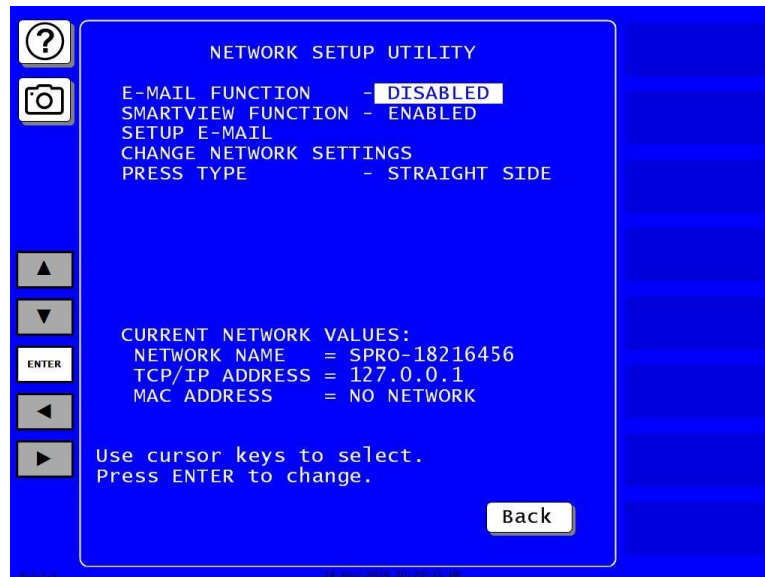 ?
NETWORK SETUP UTILITY
E-MAIL FUNCTION - DISABLED
SMARTVIEW FUNCTION - ENABLED
SETUP E-MAIL
CHANGE NETWORK SETTINGS
PRESS TYPE - STRAIGHT SIDE
ENTER
CURRENT NETWORK VALUES:
NETWORK NAME = SPRO-18216456
TCP/IP ADDRESS = 127.0.0.1
MAC ADDRESS = NO NETWORK
Use cursor keys to select.
Press ENTER to change.
Back